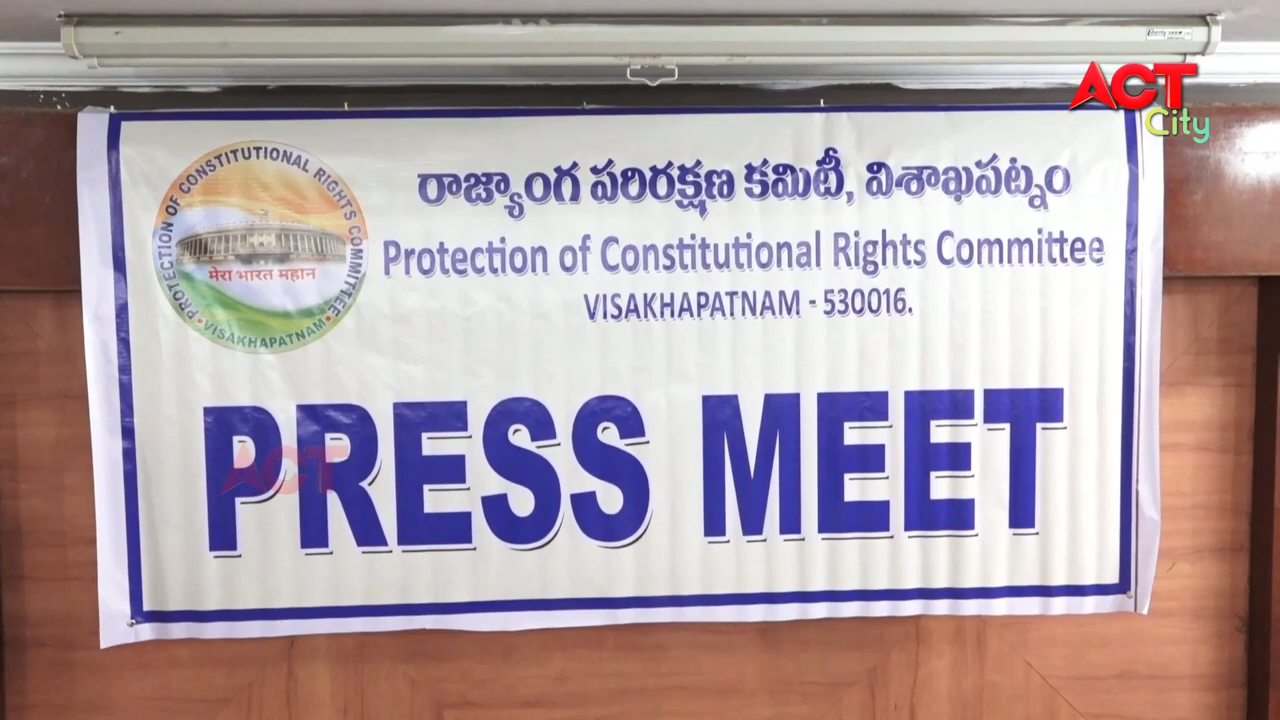 ACT
City
PROTECTION OF CONSTITUTIONAL RIGHTS COMMITTEE
• VISAKHAPATNAM •
मेरा भारत महान
రాజ్యాంగ పరిరక్షణ కమిటీ, విశాఖపట్నం
Protection of Constitutional Rights Committee
VISAKHAPATNAM - 530016.
PRESS MEET
ACT